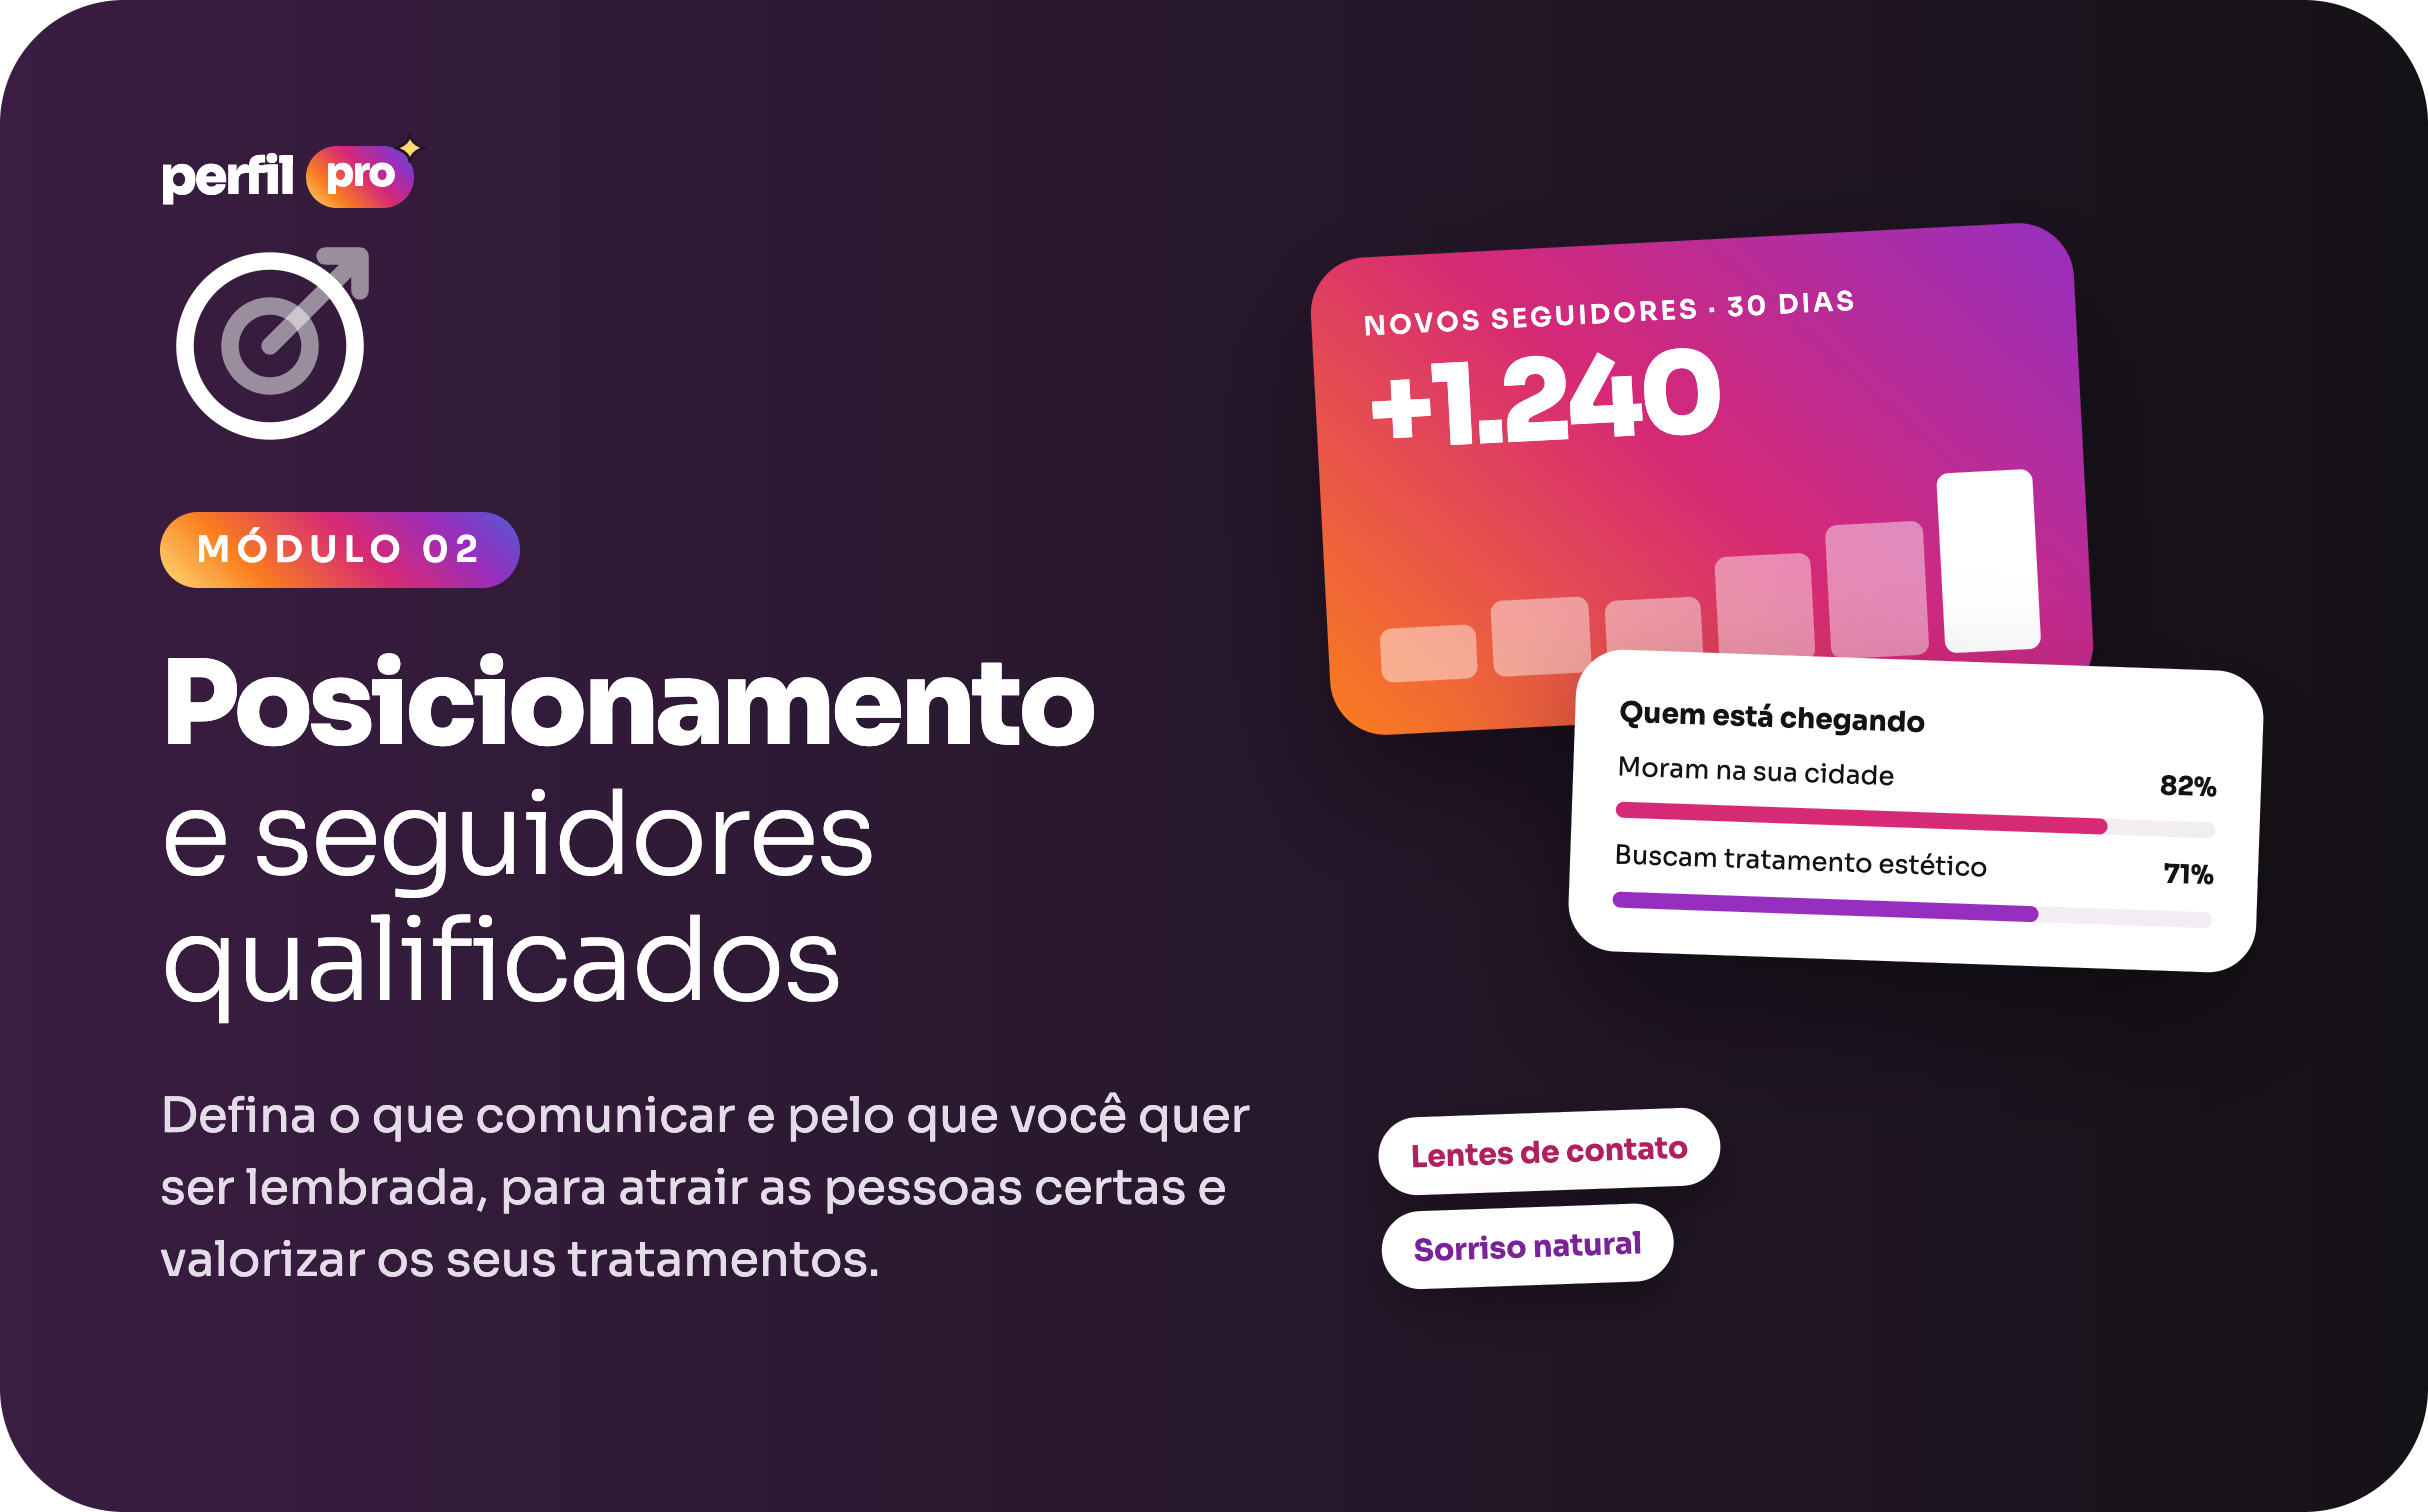 perfil pro
MÓDULO 02
Posicionamento
e seguidores
qualificados
Defina o que comunicar e pelo que você quer
ser lembrada, para atrair as pessoas certas e
valorizar os seus tratamentos.
NOVOS SEGUIDORES · 30 DIAS
+1.240
Quem está chegando
Moram na sua cidade 82%
Buscam tratamento estético 71%
Lentes de contato
Sorriso natural